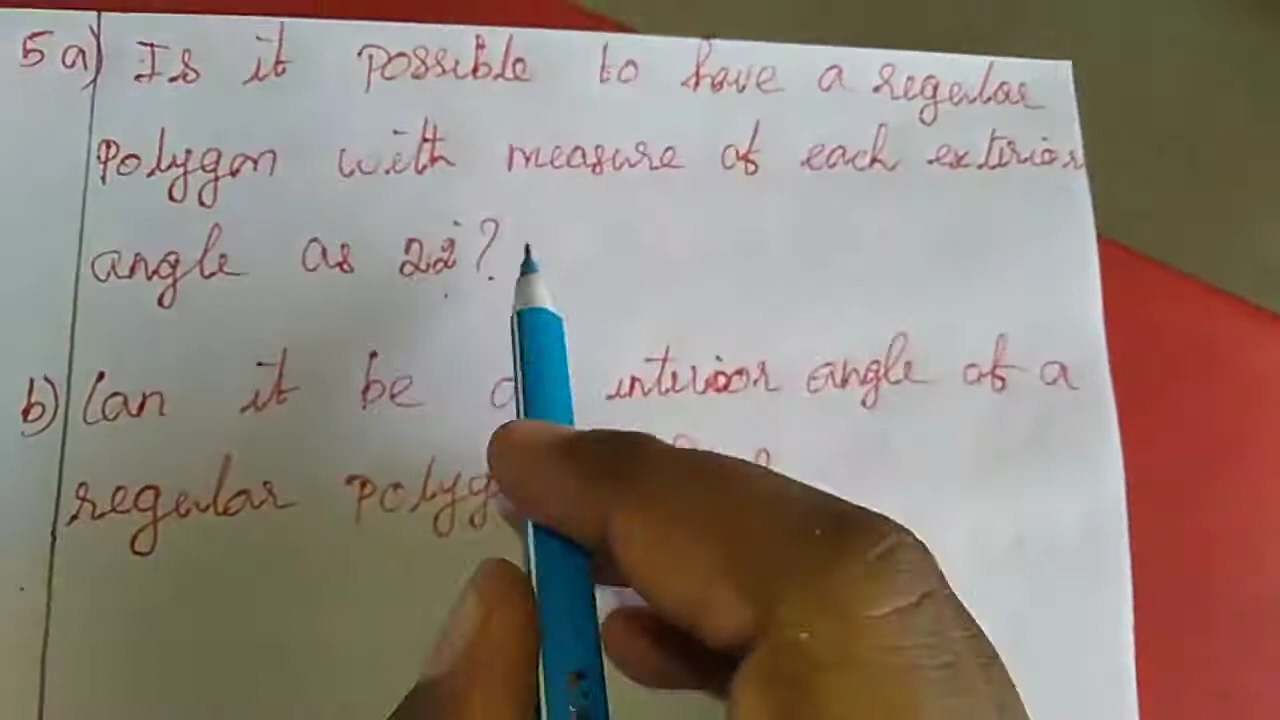 5 a) Is it possible to have a regular
Polygon with measure of each exterior
angle as 22°?
b) Can it be interior angle of a
regular